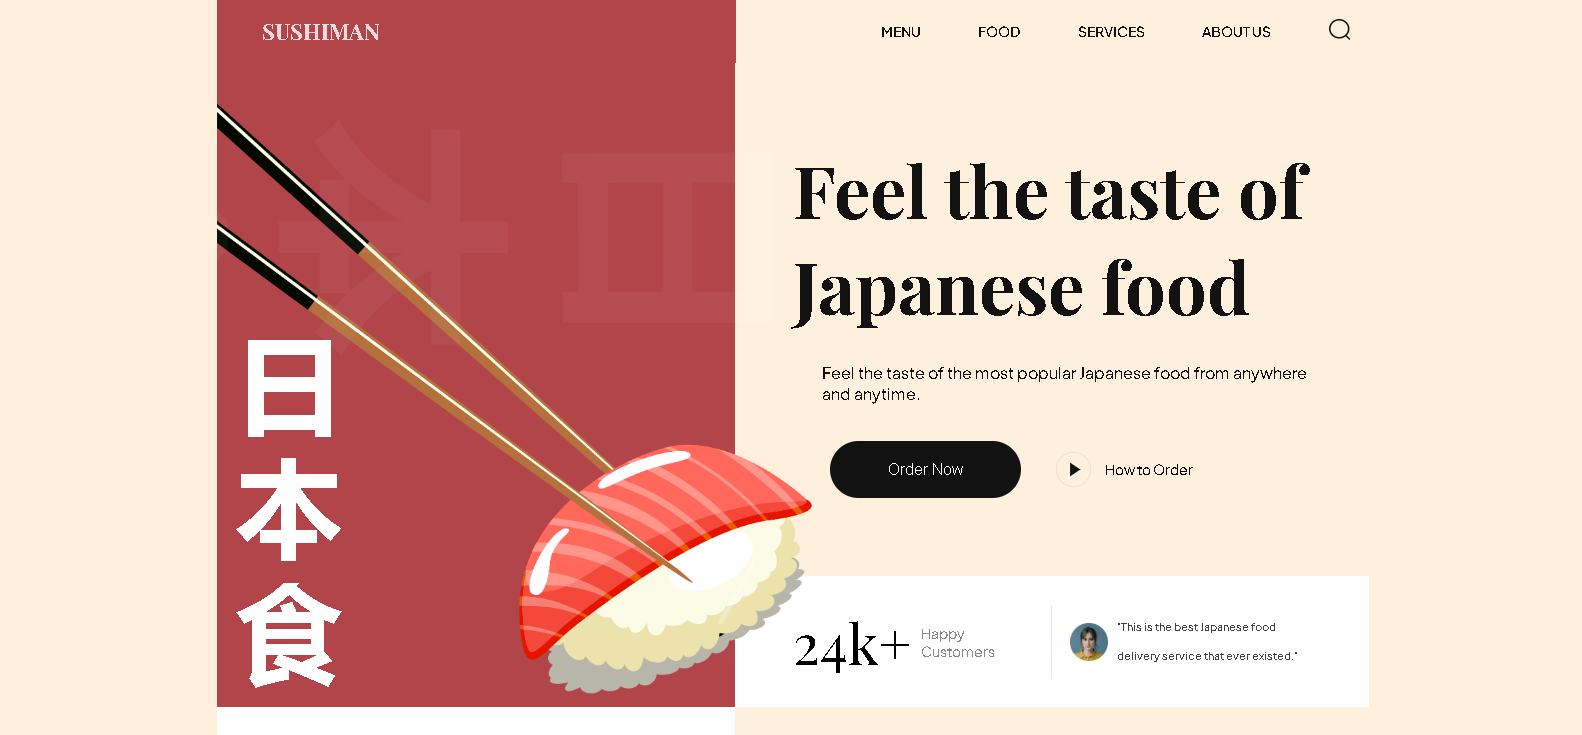 SUSHIMAN
MENU FOOD SERVICES ABOUT US
Feel the taste of
Japanese food
Feel the taste of the most popular Japanese food from anywhere
and anytime.
Order Now How to Order
日
本
食
24k+ Happy
Customers
"This is the best Japanese food
delivery service that ever existed."